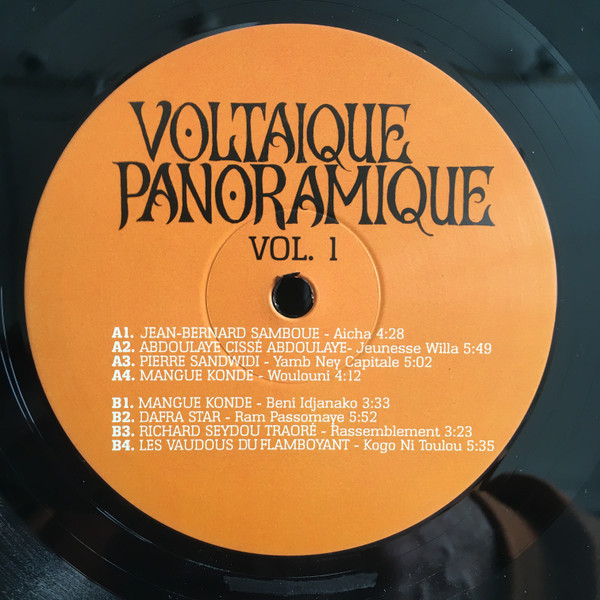 VOLTAIQUE
PANORAMIQUE
VOL. 1
A1. JEAN-BERNARD SAMBOUE - Aicha 4:28
A2. ABDOULAYE CISSÉ ABDOULAYE- Jeunesse Willa 5:49
A3. PIERRE SANDWIDI - Yamb Ney Capitale 5:02
A4. MANGUE KONDE - Woulouni 4:12
B1. MANGUE KONDE - Beni Idjanako 3:33
B2. DAFRA STAR - Ram Passomaye 5:52
B3. RICHARD SEYDOU TRAORÉ - Rassemblement 3:23
B4. LES VAUDOUS DU FLAMBOYANT - Kogo Ni Toulou 5:35